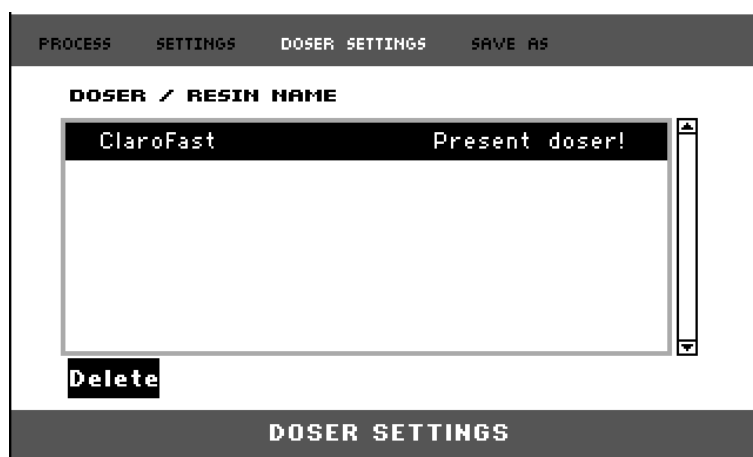 PROCESS SETTINGS DOSER SETTINGS SAVE AS
DOSER / RESIN NAME
ClaroFast Present doser!
Delete
DOSER SETTINGS